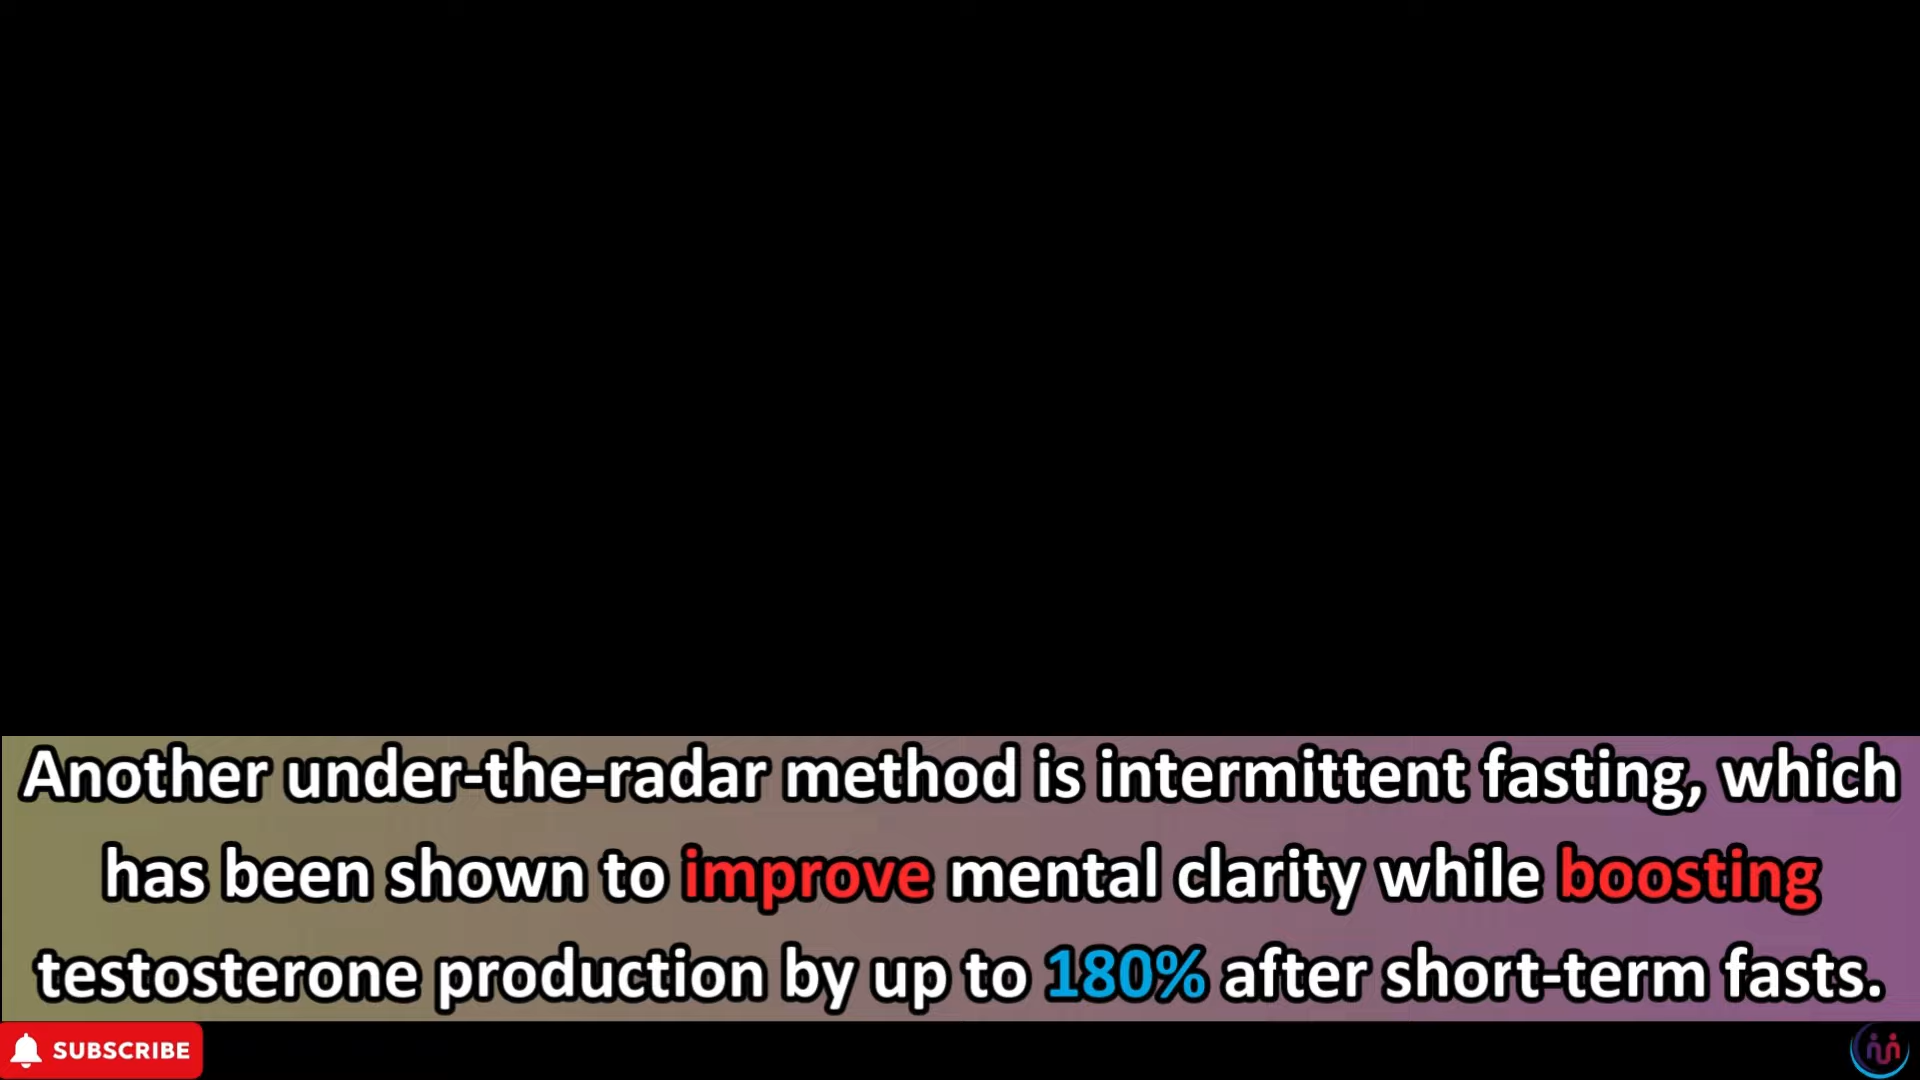 Another under-the-radar method is intermittent fasting, which
has been shown to improve mental clarity while boosting
testosterone production by up to 180% after short-term fasts.
SUBSCRIBE